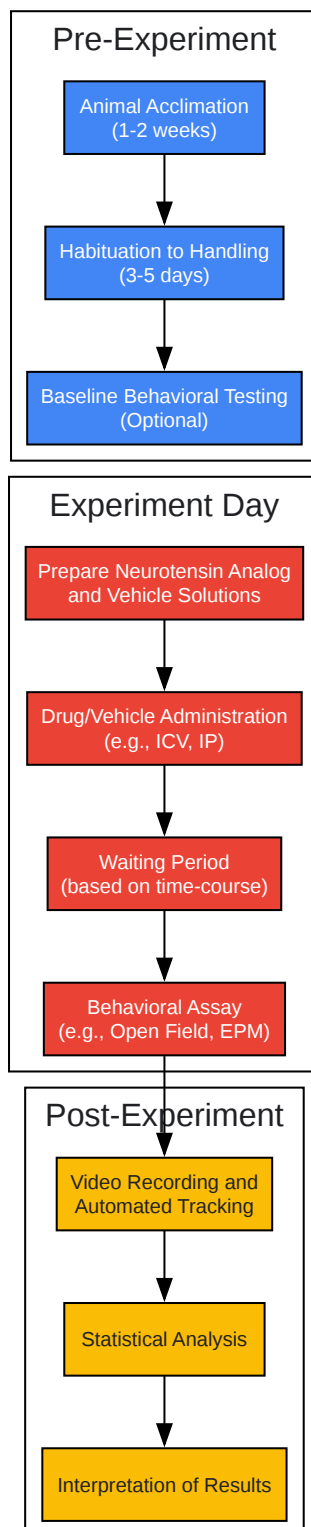 Pre-Experiment
Animal Acclimation
(1-2 weeks)
Habituation to Handling
(3-5 days)
Baseline Behavioral Testing
(Optional)
Experiment Day
Prepare Neurotensin Analog
and Vehicle Solutions
Drug/Vehicle Administration
(e.g., ICV, IP)
Waiting Period
(based on time-course)
Behavioral Assay
(e.g., Open Field, EPM)
Post-Experiment
Video Recording and
Automated Tracking
Statistical Analysis
Interpretation of Results